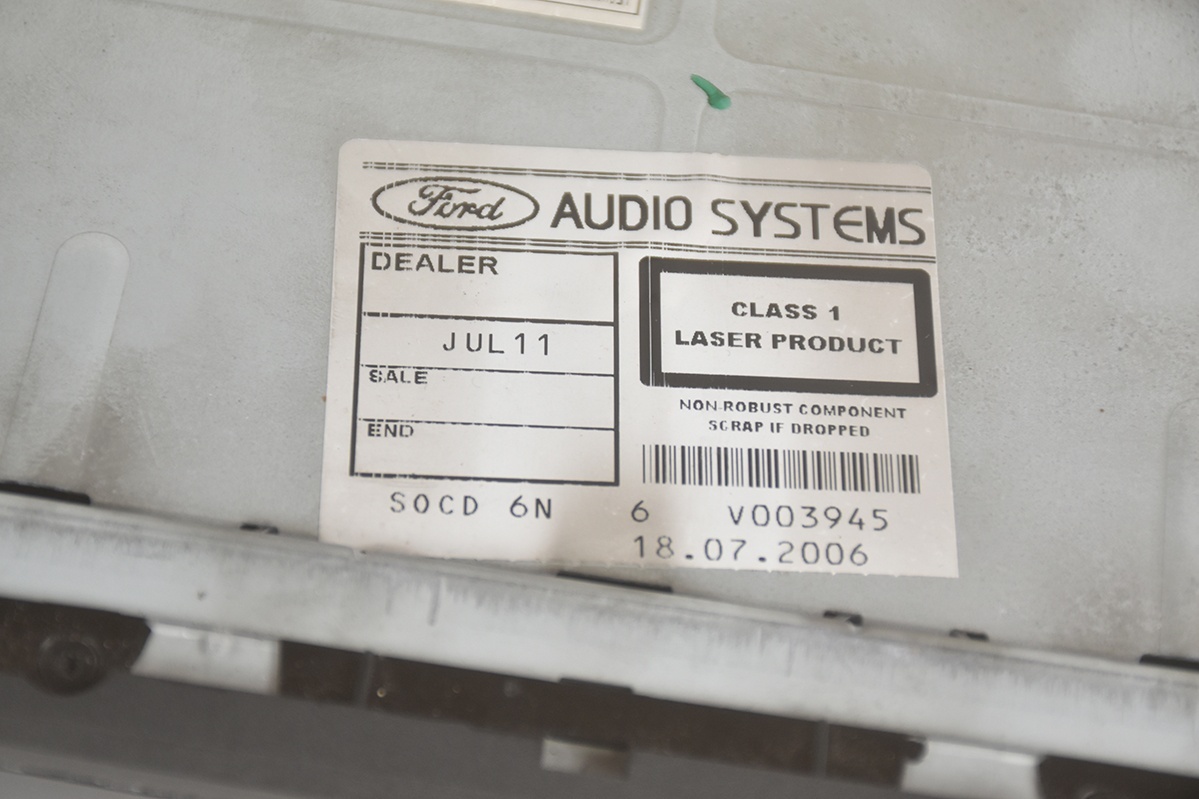 Ford AUDIO SYSTEMS
DEALER
JUL11
SALE
END
CLASS 1
LASER PRODUCT
NON-ROBUST COMPONENT
SCRAP IF DROPPED
SOCD 6N 6 V003945
18.07.2006